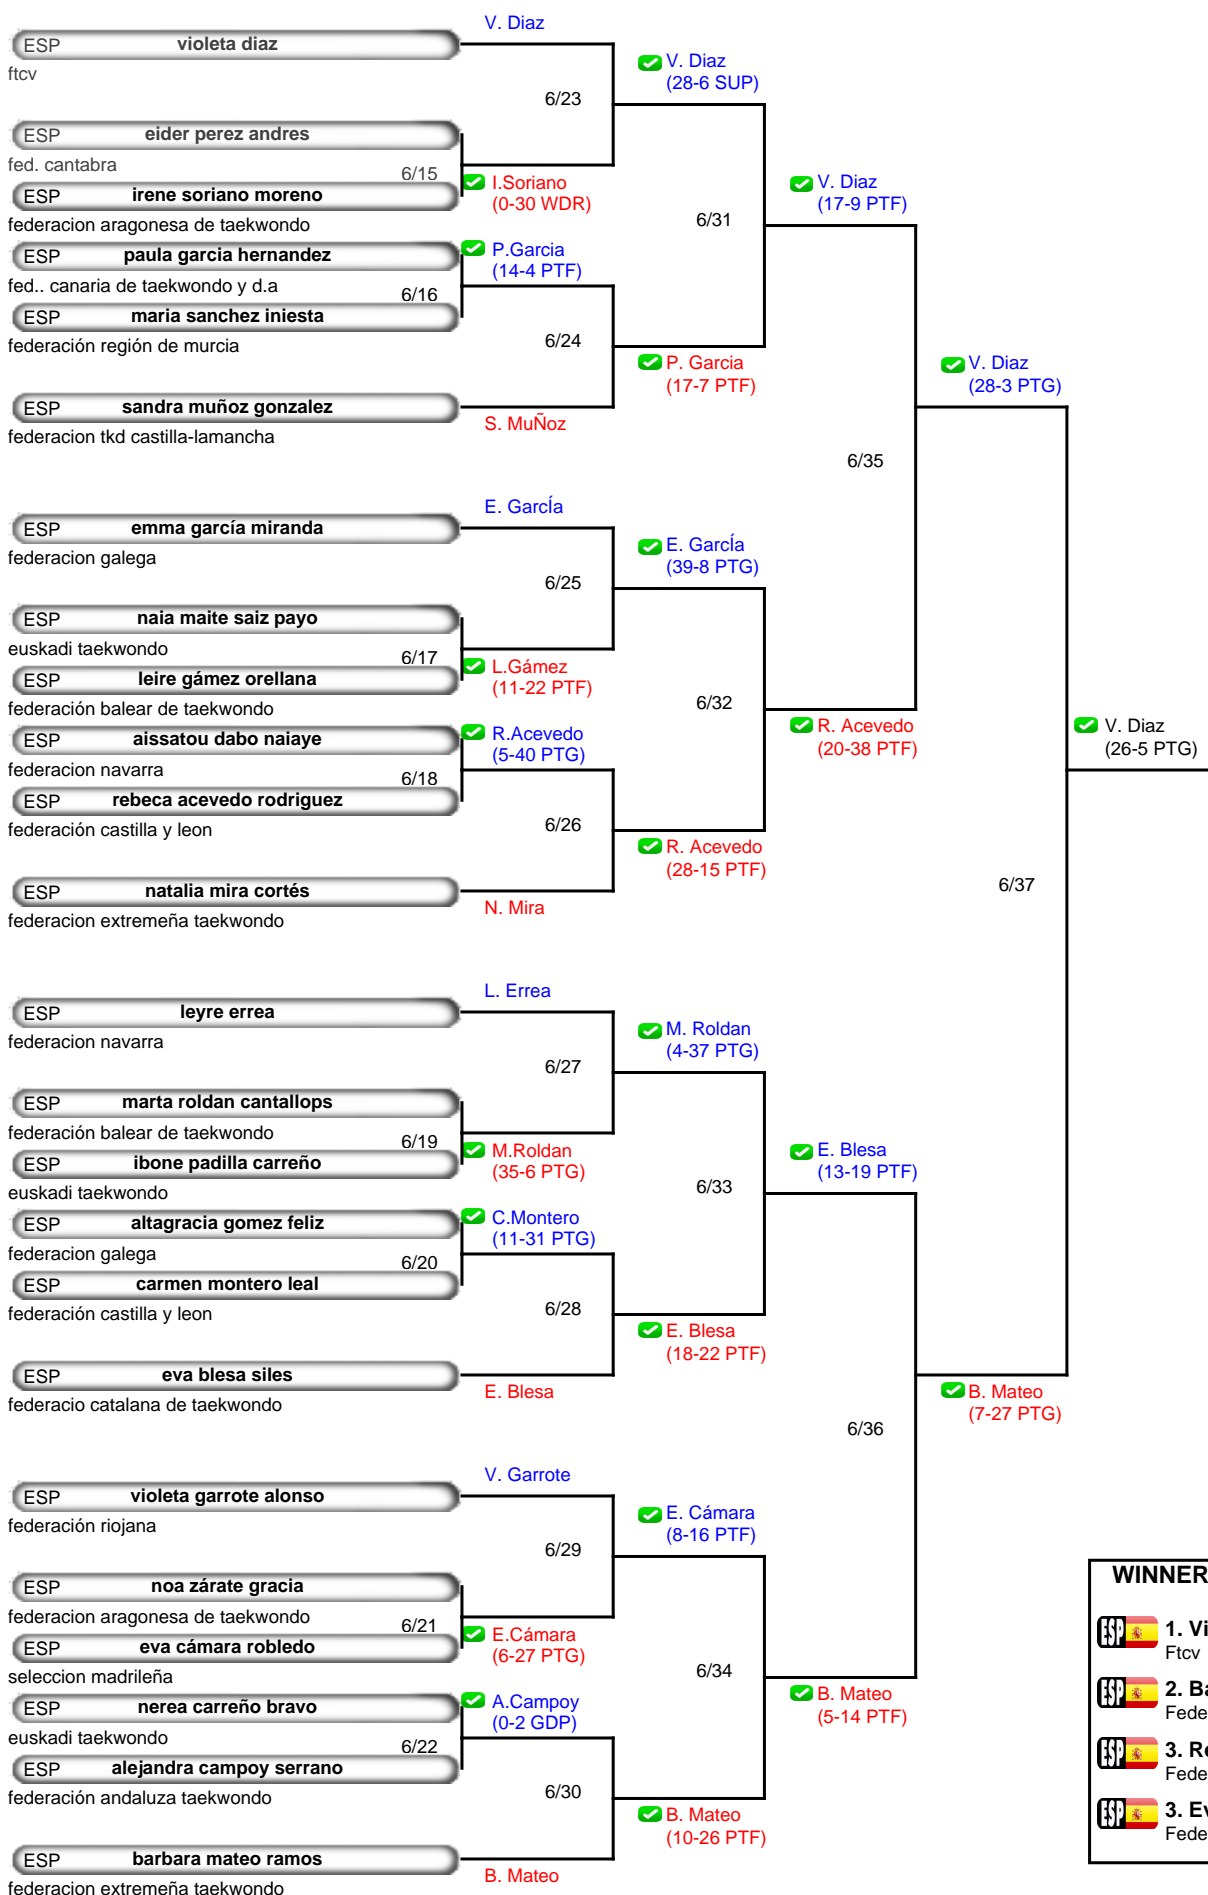 V. Diaz
ESP violeta diaz
ftcv
V. Diaz
(28-6 SUP)
6/23
ESP eider perez andres
fed. cantabra
6/15
ESP irene soriano moreno
federacion aragonesa de taekwondo
I.Soriano
(0-30 WDR)
V. Diaz
(17-9 PTF)
6/31
ESP paula garcia hernandez
fed.. canaria de taekwondo y d.a
P.Garcia
(14-4 PTF)
6/16
ESP maria sanchez iniesta
federación región de murcia
6/24
P. Garcia
(17-7 PTF)
V. Diaz
(28-3 PTG)
ESP sandra muñoz gonzalez
federacion tkd castilla-lamancha
S. MuÑoz
6/35
E. GarcÍa
ESP emma garcía miranda
federacion galega
E. GarcÍa
(39-8 PTG)
6/25
ESP naia maite saiz payo
euskadi taekwondo
6/17
ESP leire gámez orellana
federación balear de taekwondo
L.Gámez
(11-22 PTF)
6/32
R. Acevedo
(20-38 PTF)
V. Diaz
(26-5 PTG)
ESP aissatou dabo naiaye
federacion navarra
R.Acevedo
(5-40 PTG)
6/18
ESP rebeca acevedo rodriguez
federación castilla y leon
6/26
R. Acevedo
(28-15 PTF)
ESP natalia mira cortés
federacion extremeña taekwondo
N. Mira
6/37
L. Errea
ESP leyre errea
federacion navarra
M. Roldan
(4-37 PTG)
6/27
ESP marta roldan cantallops
federación balear de taekwondo
6/19
ESP ibone padilla carreño
euskadi taekwondo
M.Roldan
(35-6 PTG)
E. Blesa
(13-19 PTF)
6/33
ESP altagracia gomez feliz
federacion galega
C.Montero
(11-31 PTG)
6/20
ESP carmen montero leal
federación castilla y leon
6/28
E. Blesa
(18-22 PTF)
ESP eva blesa siles
federacio catalana de taekwondo
E. Blesa
B. Mateo
(7-27 PTG)
6/36
V. Garrote
ESP violeta garrote alonso
federación riojana
E. Cámara
(8-16 PTF)
6/29
ESP noa zárate gracia
federacion aragonesa de taekwondo
6/21
ESP eva cámara robledo
seleccion madrileña
E.Cámara
(6-27 PTG)
6/34
B. Mateo
(5-14 PTF)
ESP nerea carreño bravo
euskadi taekwondo
A.Campoy
(0-2 GDP)
6/22
ESP alejandra campoy serrano
federación andaluza taekwondo
6/30
B. Mateo
(10-26 PTF)
ESP barbara mateo ramos
federacion extremeña taekwondo
B. Mateo
WINNER
ESP 1. Vi
Ftcv
ESP 2. Ba
Fede
ESP 3. Re
Fede
ESP 3. Ev
Fede